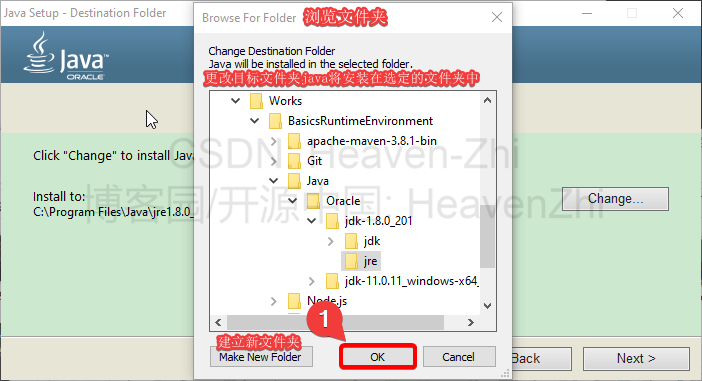 Java Setup - Destination Folder
Browse For Folder 浏览文件夹
Java™
ORACLE
Change Destination Folder
Java will be installed in the selected folder.
更改目标文件夹java将安装在选定的文件夹中
Works
BasicsRuntimeEnvironment
apache-maven-3.8.1-bin
Git
Java
Oracle
jdk-1.8.0_201
jdk
jre
jdk-11.0.11_windows-x64_
Node.js
Click "Change" to install Java
Install to:
C:\Program Files\Java\jre1.8.0_
Change...
CSDN: Heaven-Zhi
博客园/开源中国: HeavenZhi
1
建立新文件夹
Make New Folder
OK
Cancel
Back
Next >